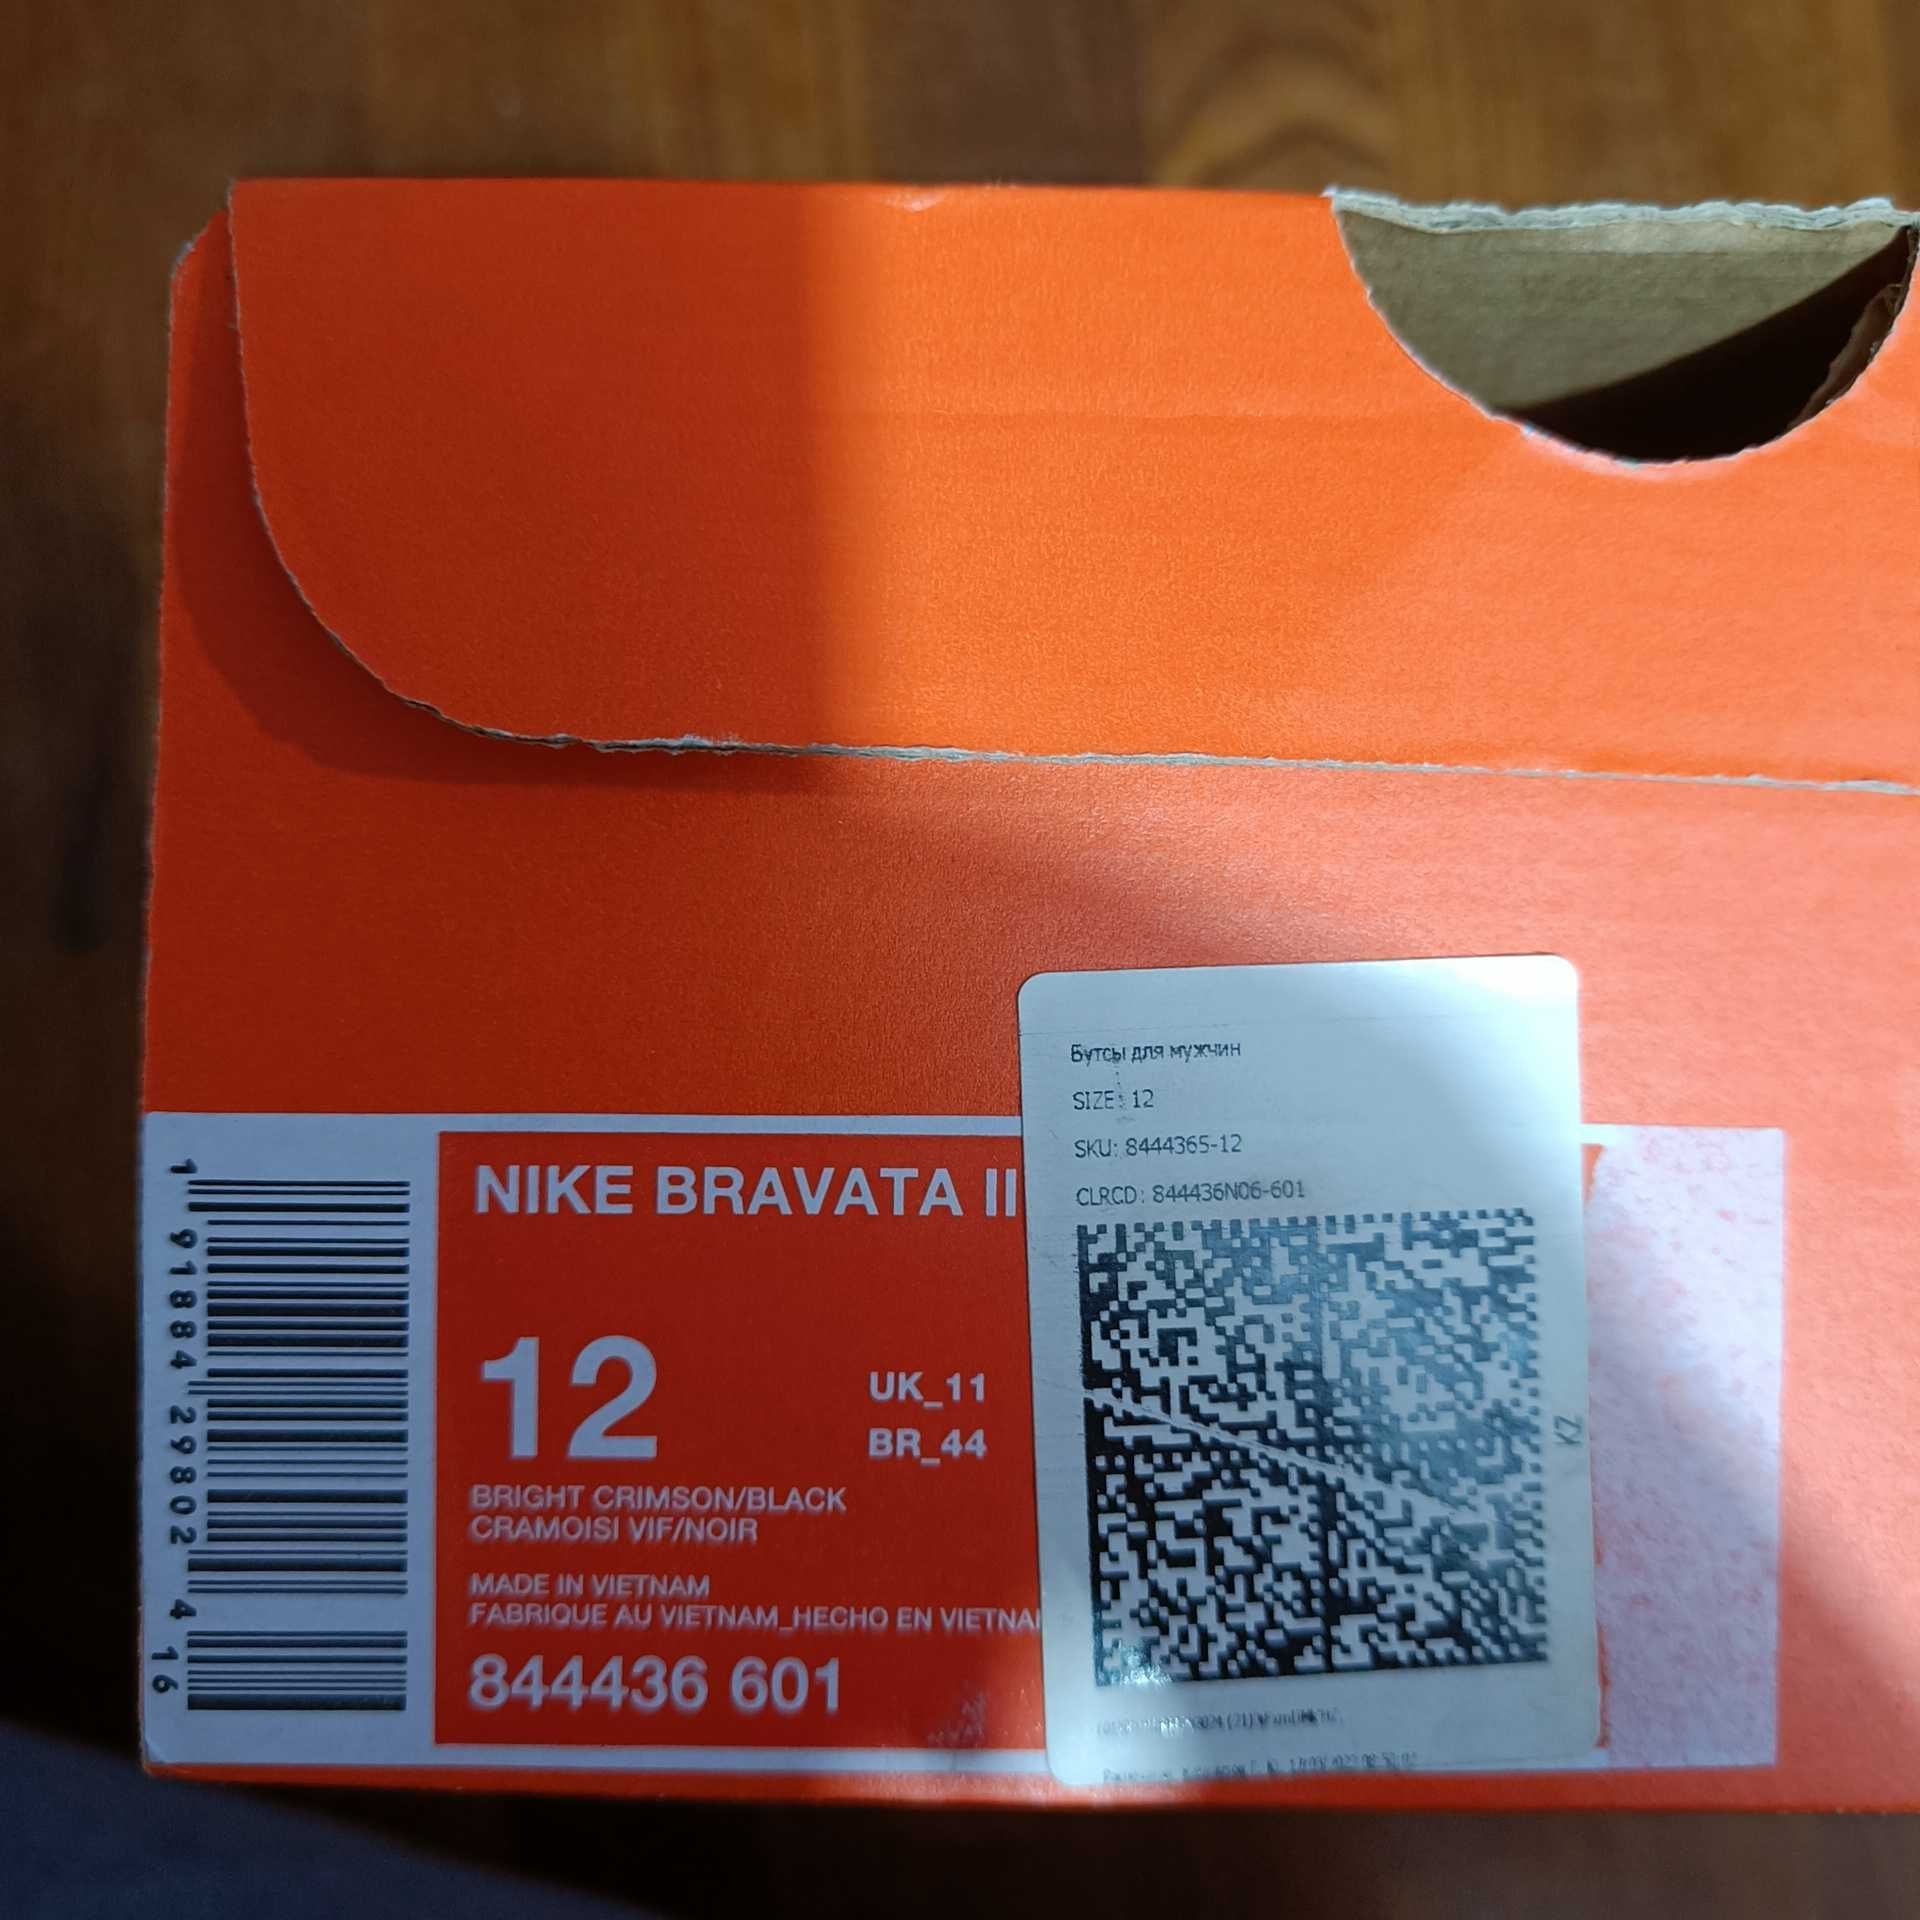 Бутсы для мужчин
SIZE: 12
SKU: 8444365-12
CLRCD: 844436N06-601
KZ
NIKE BRAVATA II
12
UK_11
BR_44
BRIGHT CRIMSON/BLACK
CRAMOISI VIF/NOIR
MADE IN VIETNAM
FABRIQUE AU VIETNAM_HECHO EN
844436 601
1 91884 29802 4 16